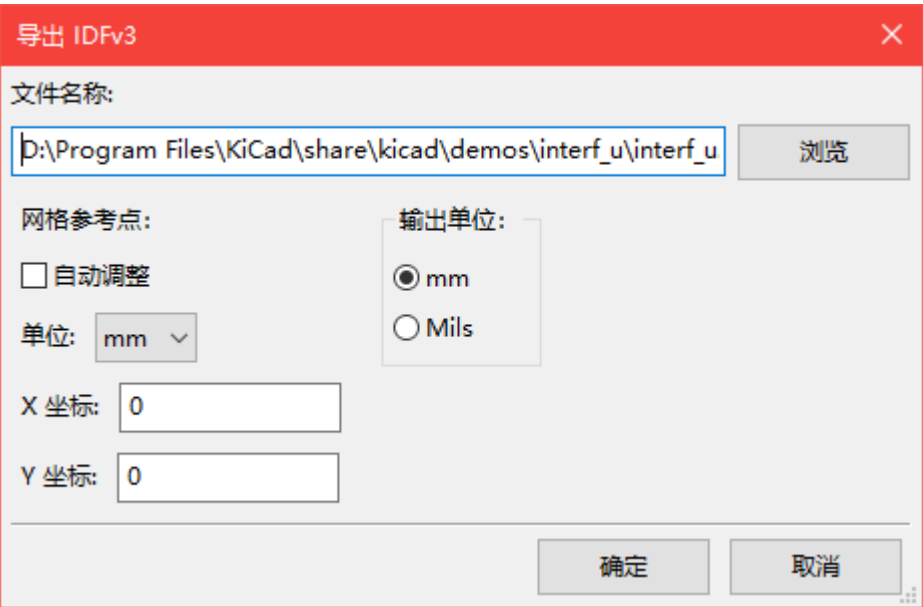 导出 IDFv3
文件名称:
D:\Program Files\KiCad\share\kicad\demos\interf_u\interf_u. 浏览
网格参考点: 输出单位:
自动调整 mm
单位: mm Mils
X 坐标: 0
Y 坐标: 0
确定 取消